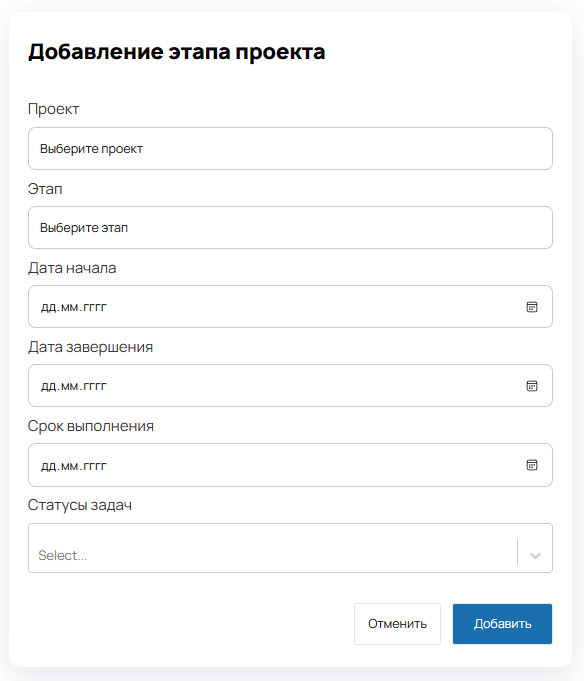 Добавление этапа проекта
Проект
Выберите проект
Этап
Выберите этап
Дата начала
дд.мм.гггг
Дата завершения
дд.мм.гггг
Срок выполнения
дд.мм.гггг
Статусы задач
Select...
Отменить
Добавить